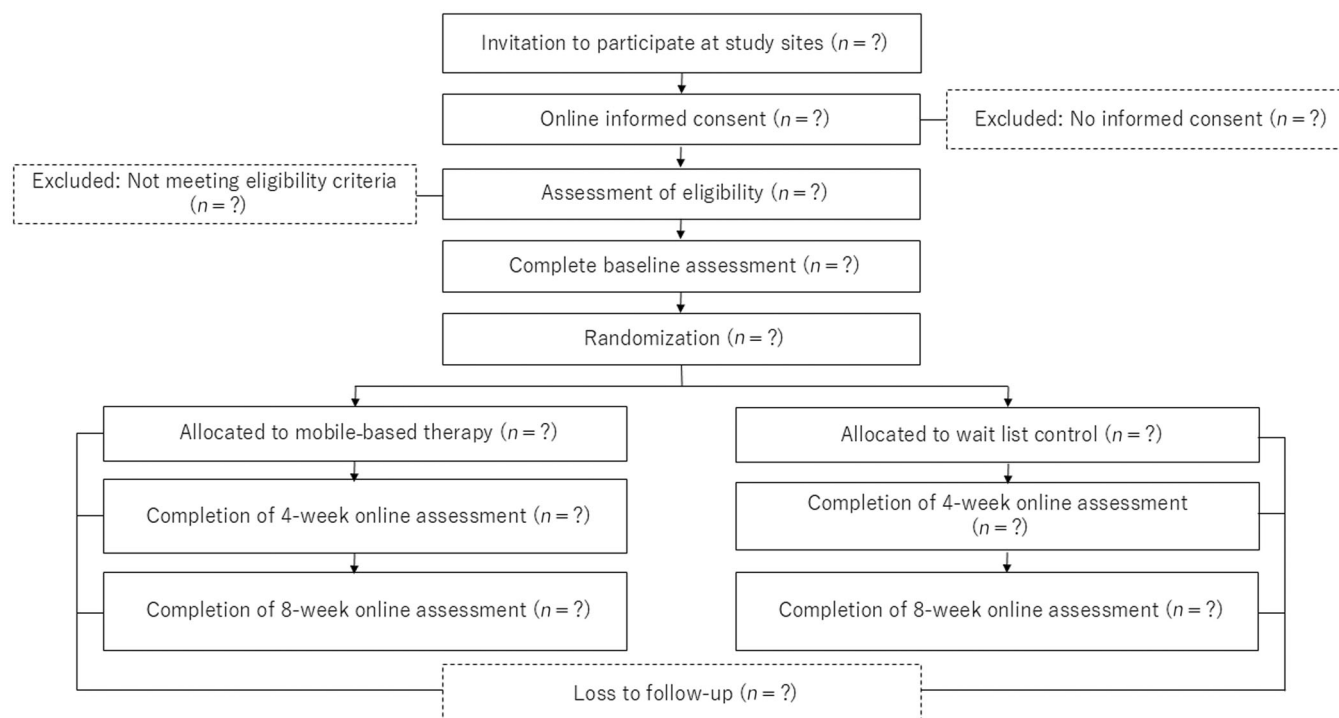 Invitation to participate at study sites (n = ?)
Online informed consent (n = ?)
Excluded: No informed consent (n = ?)
Excluded: Not meeting eligibility criteria
(n = ?)
Assessment of eligibility (n = ?)
Complete baseline assessment (n = ?)
Randomization (n = ?)
Allocated to mobile-based therapy (n = ?)
Allocated to wait list control (n = ?)
Completion of 4-week online assessment (n = ?)
Completion of 4-week online assessment
(n = ?)
Completion of 8-week online assessment (n = ?)
Completion of 8-week online assessment (n = ?)
Loss to follow-up (n = ?)